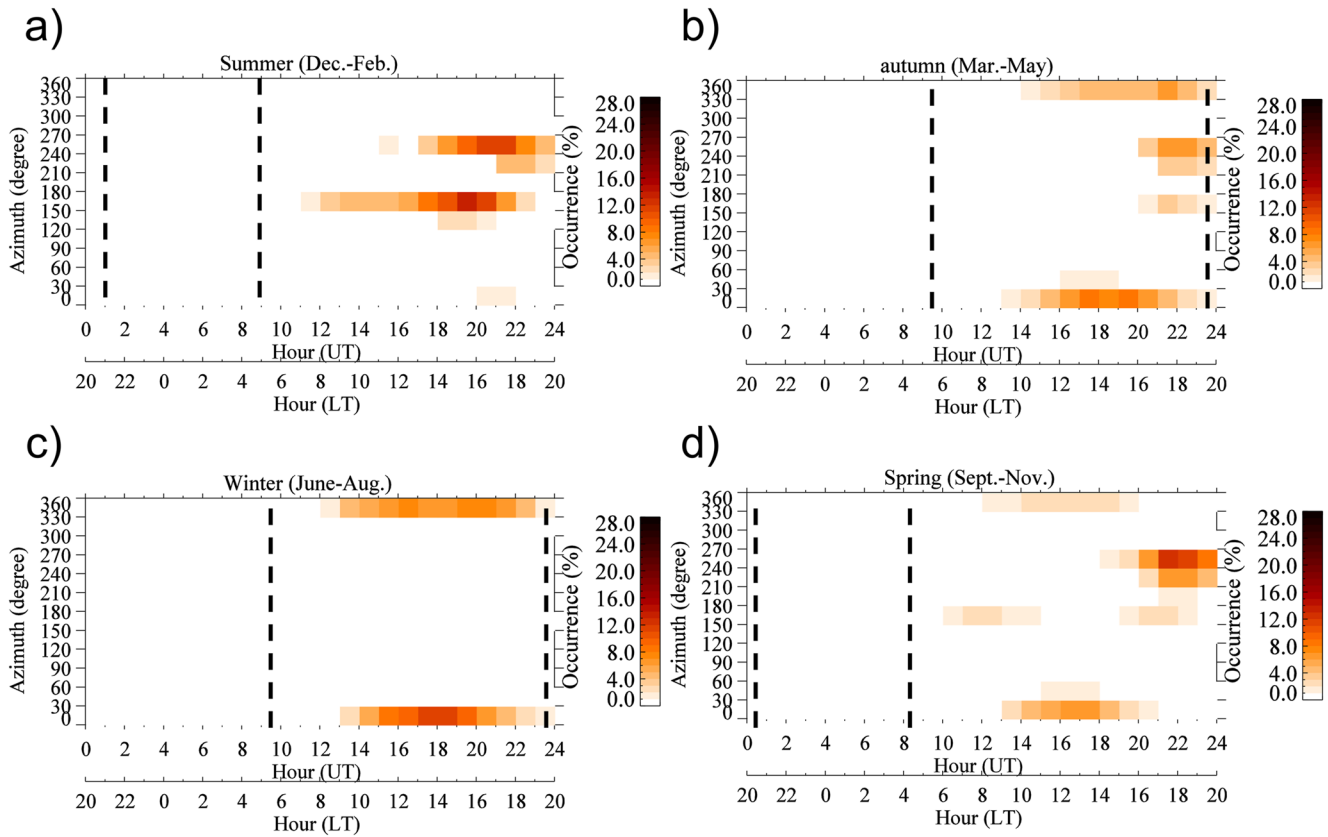 a)
Summer (Dec.-Feb.)
Azimuth (degree)
360
330
300
270
240
210
180
150
120
90
60
30
0
0 2 4 6 8 10 12 14 16 18 20 22 24
Hour (UT)
20 22 0 2 4 6 8 10 12 14 16 18 20
Hour (LT)
Occurrence (%)
28.0
24.0
20.0
16.0
12.0
8.0
4.0
0.0
b)
autumn (Mar.-May)
Azimuth (degree)
360
330
300
270
240
210
180
150
120
90
60
30
0
0 2 4 6 8 10 12 14 16 18 20 22 24
Hour (UT)
20 22 0 2 4 6 8 10 12 14 16 18 20
Hour (LT)
Occurrence (%)
28.0
24.0
20.0
16.0
12.0
8.0
4.0
0.0
c)
Winter (June-Aug.)
Azimuth (degree)
360
330
300
270
240
210
180
150
120
90
60
30
0
0 2 4 6 8 10 12 14 16 18 20 22 24
Hour (UT)
20 22 0 2 4 6 8 10 12 14 16 18 20
Hour (LT)
Occurrence (%)
28.0
24.0
20.0
16.0
12.0
8.0
4.0
0.0
d)
Spring (Sept.-Nov.)
Azimuth (degree)
360
330
300
270
240
210
180
150
120
90
60
30
0
0 2 4 6 8 10 12 14 16 18 20 22 24
Hour (UT)
20 22 0 2 4 6 8 10 12 14 16 18 20
Hour (LT)
Occurrence (%)
28.0
24.0
20.0
16.0
12.0
8.0
4.0
0.0